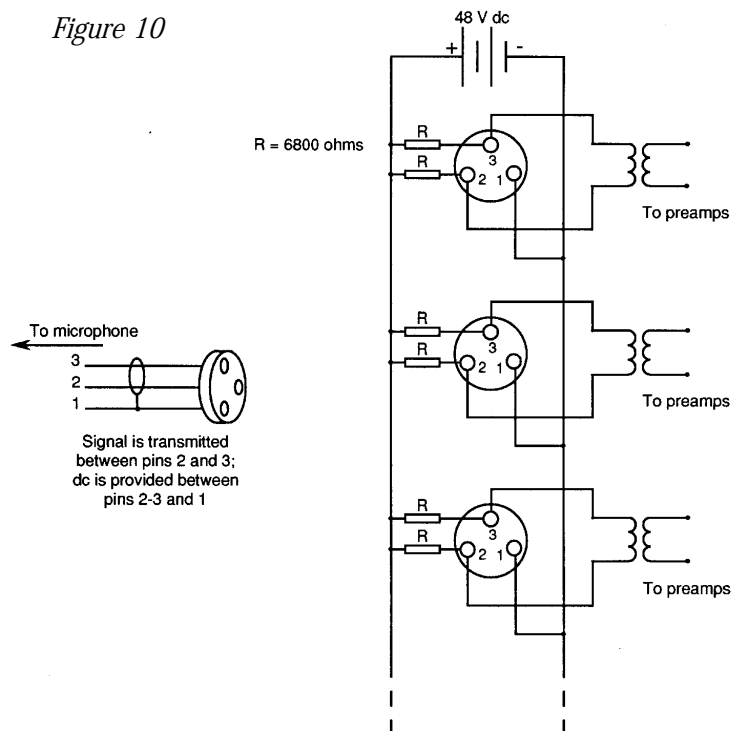 Figure 10
48 V dc
+ -
R = 6800 ohms
R
R
3
2 1
To preamps
To microphone
3
2
1
Signal is transmitted
between pins 2 and 3;
dc is provided between
pins 2-3 and 1
R
R
3
2 1
To preamps
R
R
3
2 1
To preamps